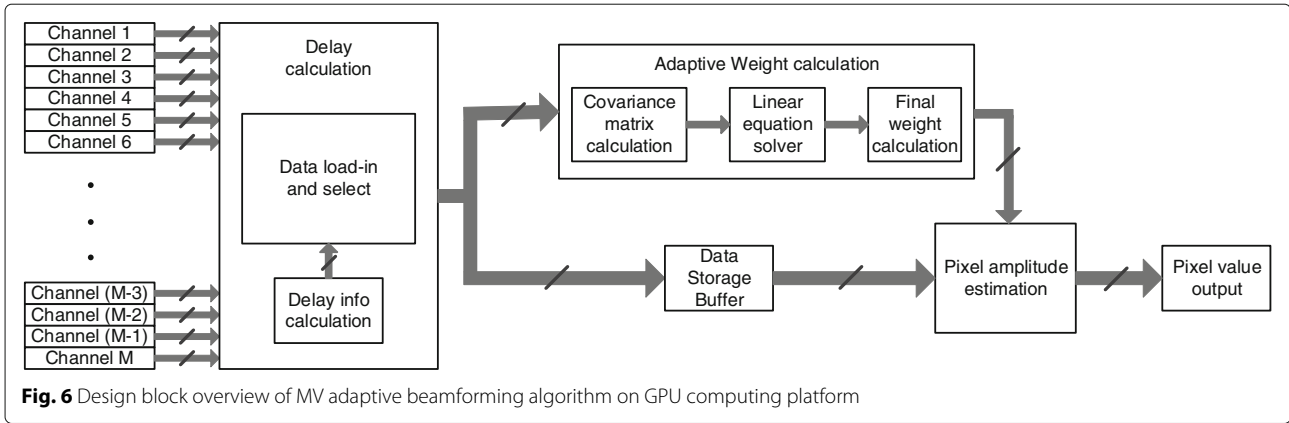 Channel 1
Channel 2
Channel 3
Channel 4
Channel 5
Channel 6
Channel (M-3)
Channel (M-2)
Channel (M-1)
Channel M
Delay
calculation
Data load-in
and select
Delay info
calculation
Adaptive Weight calculation
Covariance
matrix
calculation
Linear
equation
solver
Final
weight
calculation
Data
Storage
Buffer
Pixel amplitude
estimation
Pixel value
output
Fig. 6 Design block overview of MV adaptive beamforming algorithm on GPU computing platform